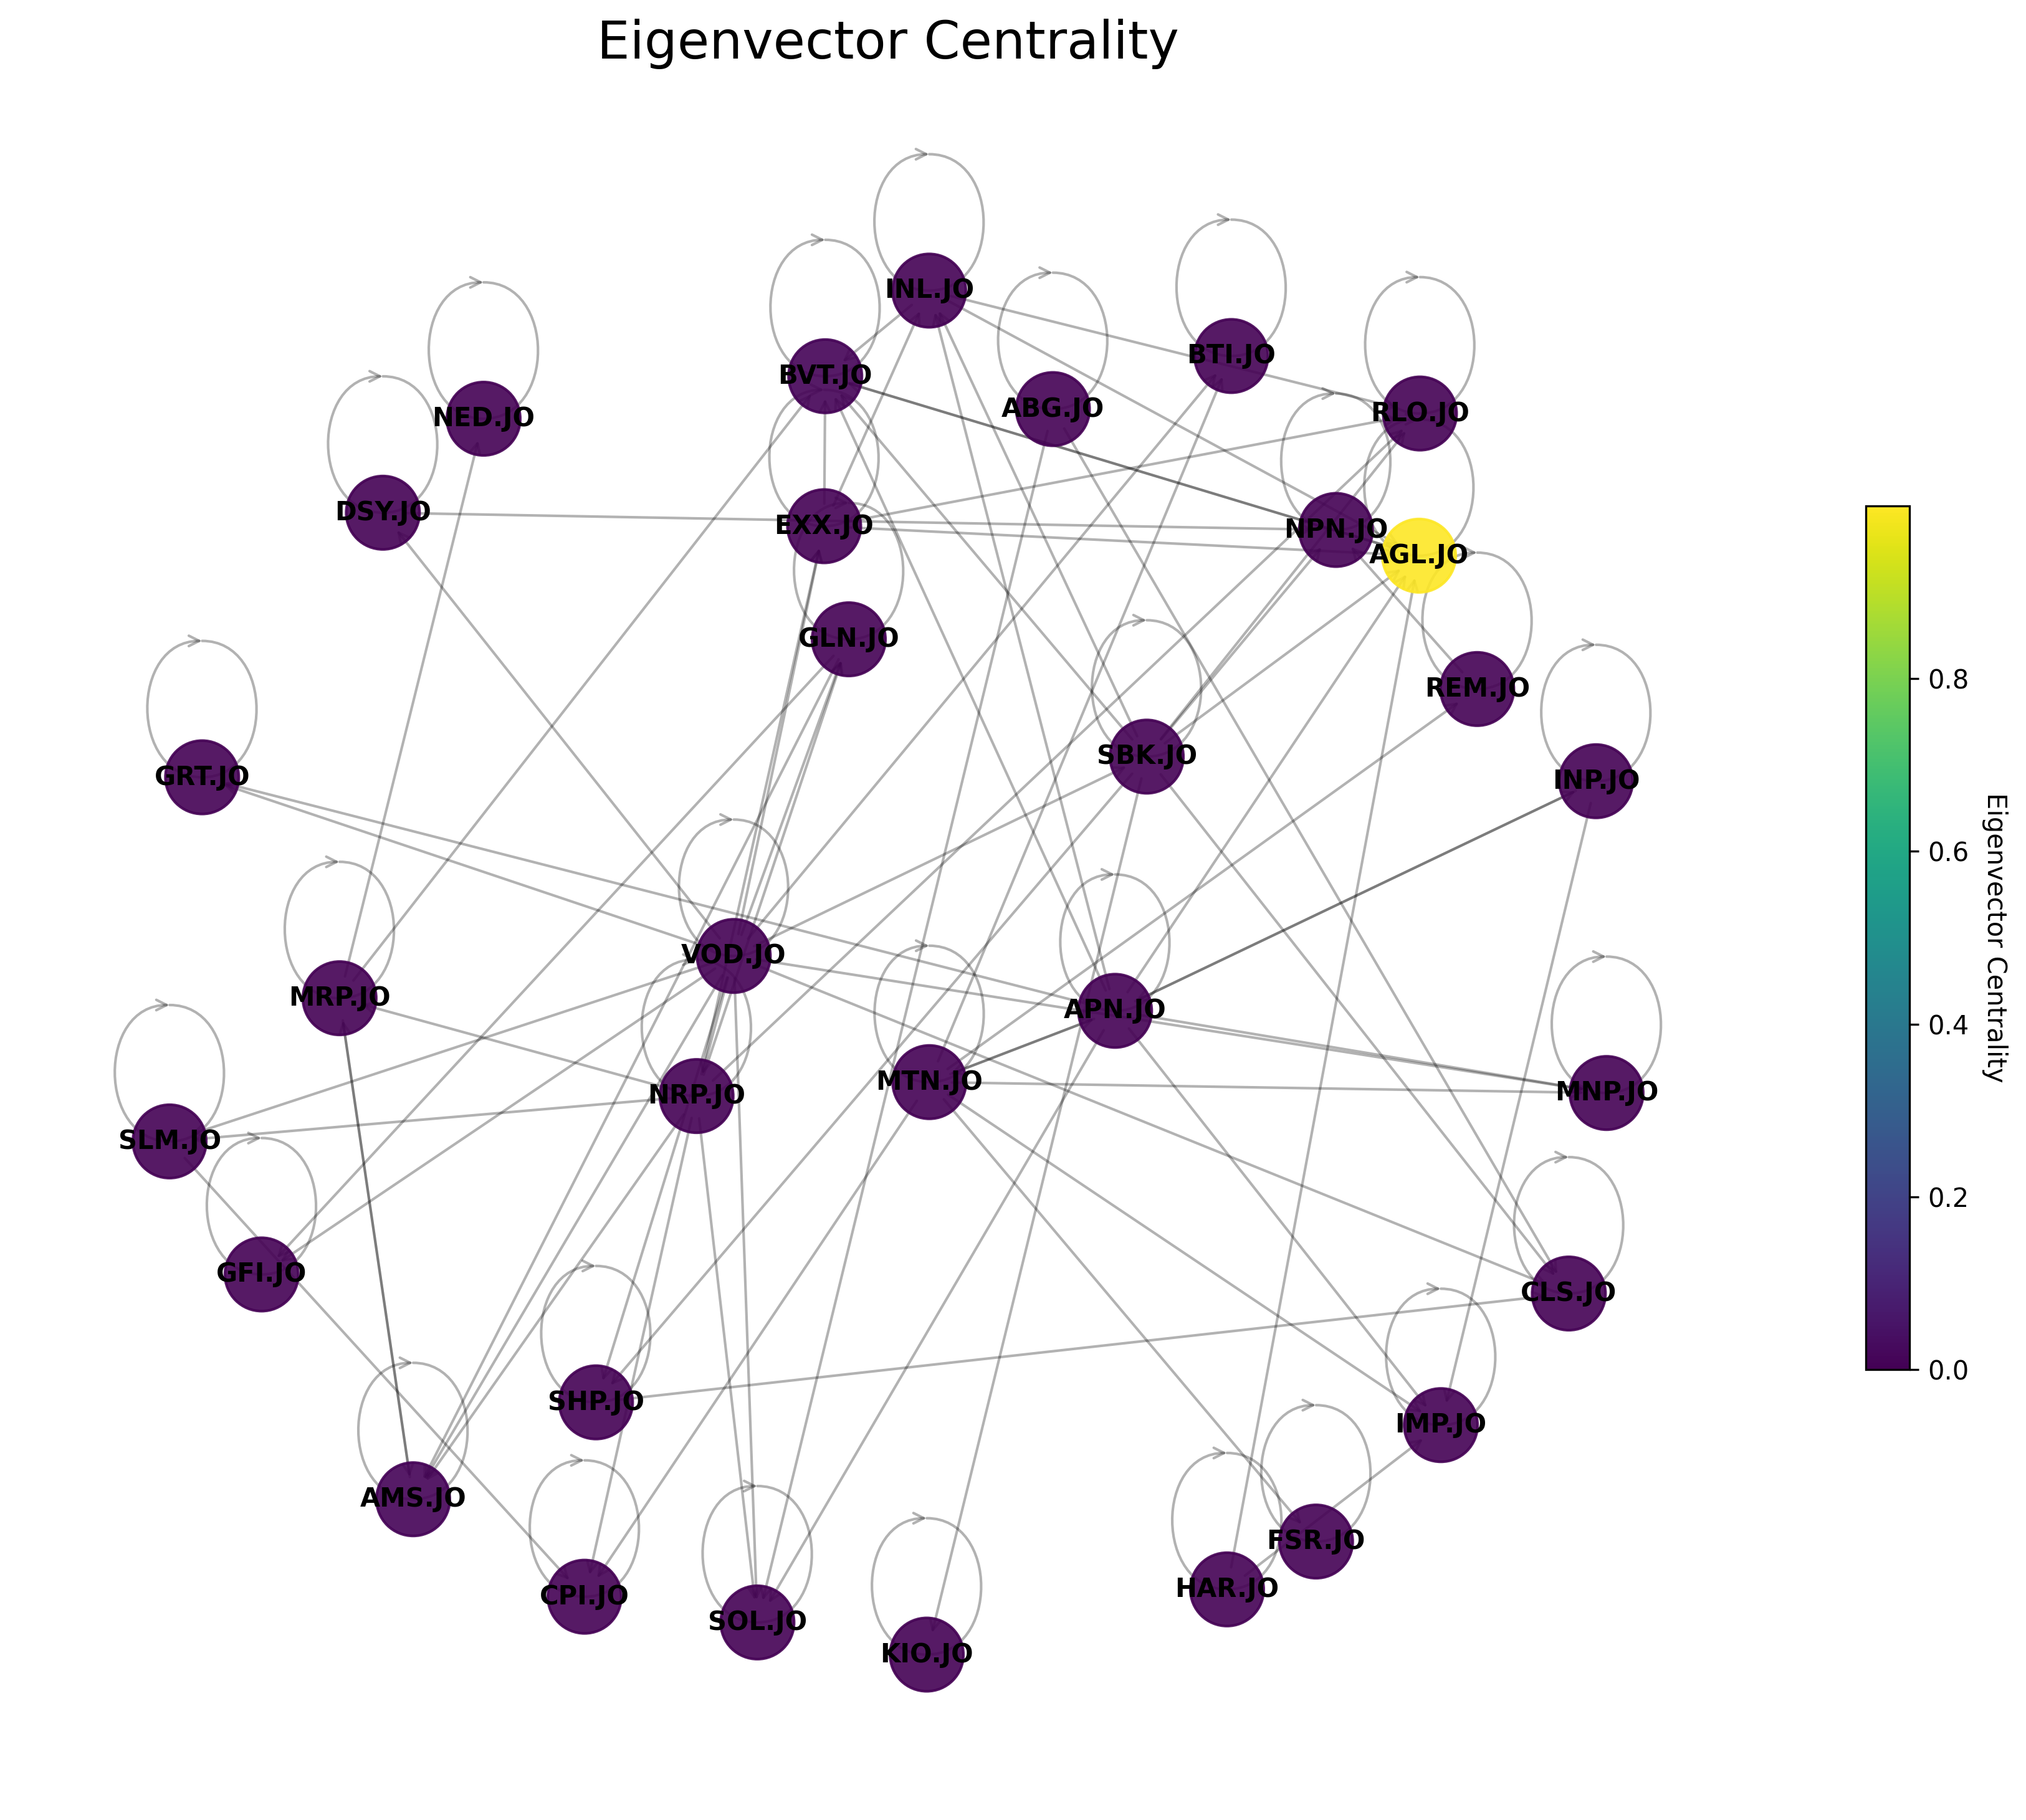 Eigenvector Centrality
INL.JO
BTI.JO
BVT.JO
ABG.JO
RLO.JO
NED.JO
DSY.JO
EXX.JO
NPN.JO
AGL.JO
GLN.JO
REM.JO
SBK.JO
GRT.JO
INP.JO
VOD.JO
MRP.JO
APN.JO
MTN.JO
NRP.JO
MNP.JO
SLM.JO
GFI.JO
CLS.JO
SHP.JO
IMP.JO
AMS.JO
FSR.JO
HAR.JO
CPI.JO
SOL.JO
KIO.JO
0.8
0.6
0.4
0.2
0.0
Eigenvector Centrality